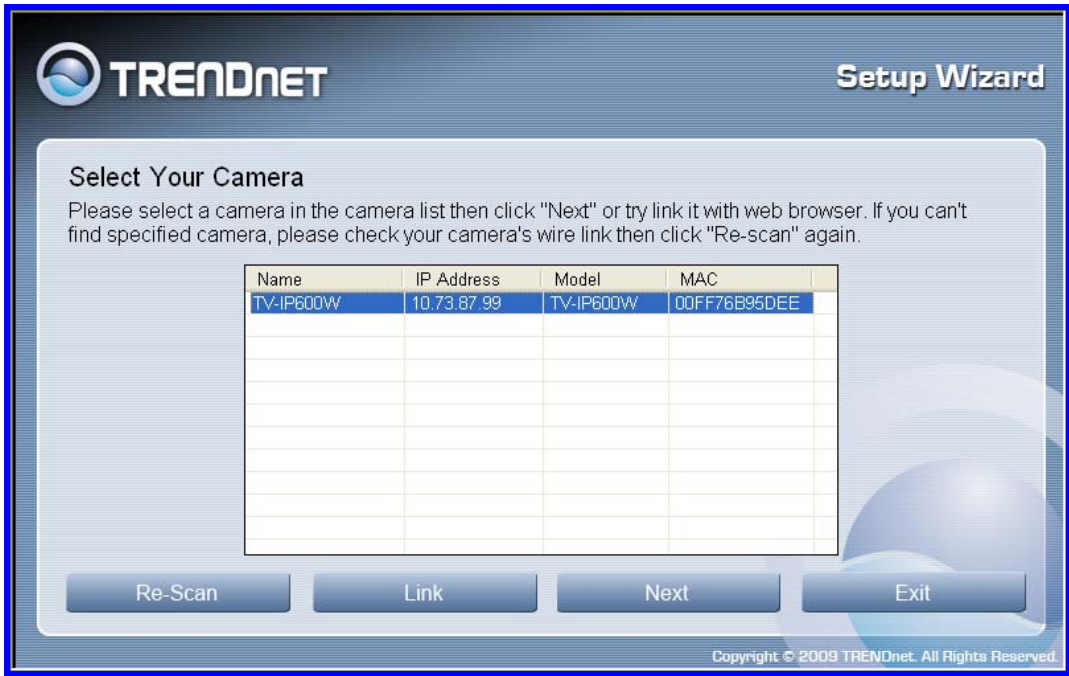 TRENDnet
Setup Wizard
Select Your Camera
Please select a camera in the camera list then click "Next" or try link it with web browser. If you can't
find specified camera, please check your camera's wire link then click "Re-scan" again.
Name IP Address Model MAC
TV-IP600W 10.73.87.99 TV-IP600W 00FF76B95DEE
Re-Scan Link Next Exit
Copyright © 2009 TRENDnet. All Rights Reserved.